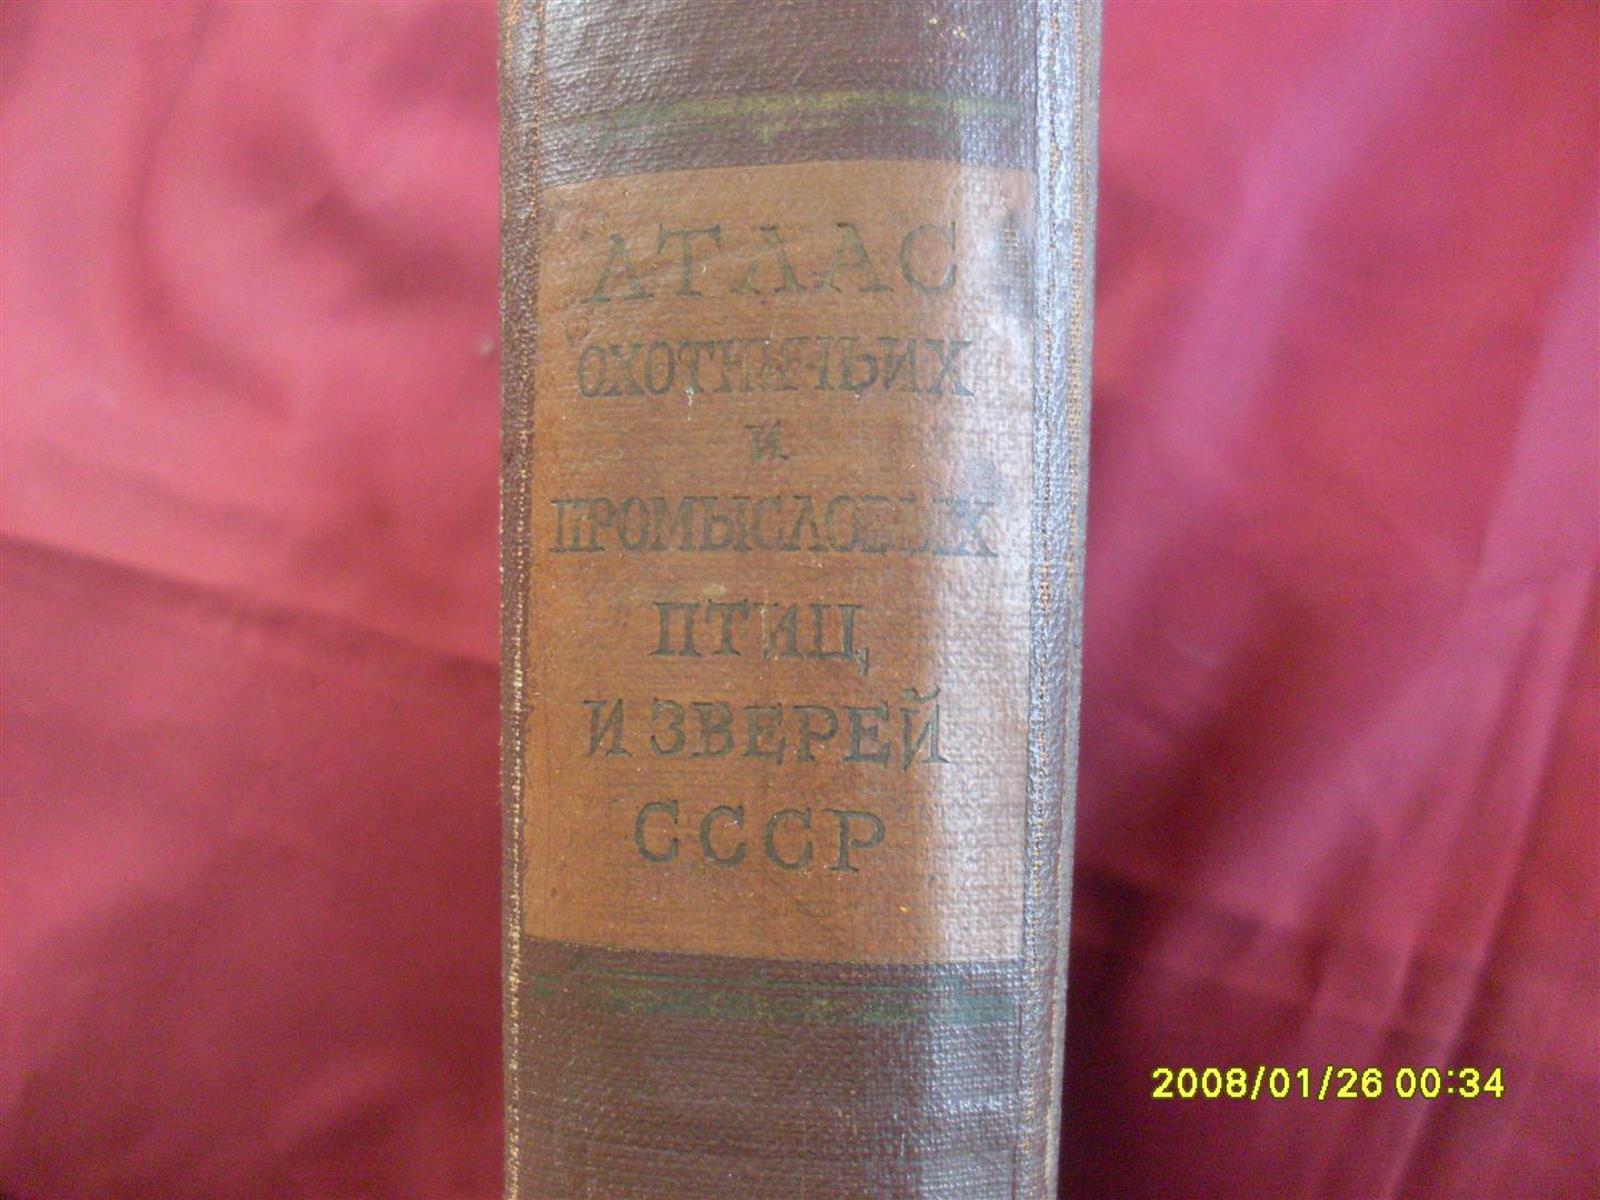 АТЛАС
ОХОТНИЧЬИХ
И
ПРОМЫСЛОВЫХ
ПТИЦ
И ЗВЕРЕЙ
СССР
2008/01/26 00:34